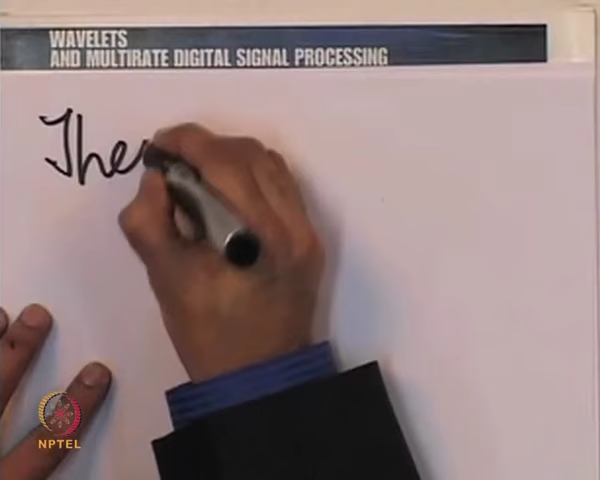 WAVELETS
AND MULTIRATE DIGITAL SIGNAL PROCESSING
The
NPTEL